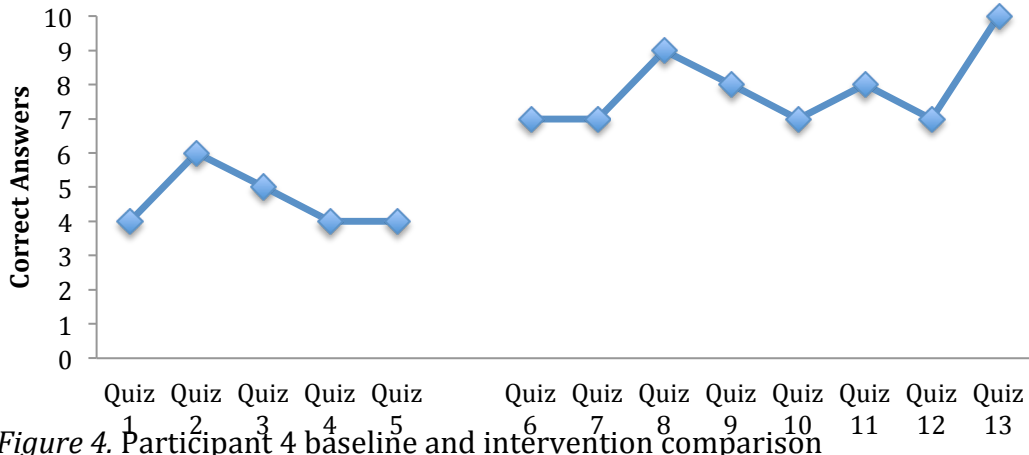 10
9
8
7
6
5
4
3
2
1
0
Correct Answers
Quiz Quiz Quiz Quiz Quiz Quiz Quiz Quiz Quiz Quiz Quiz Quiz Quiz
1 2 3 4 5 6 7 8 9 10 11 12 13
Figure 4. Participant 4 baseline and intervention comparison